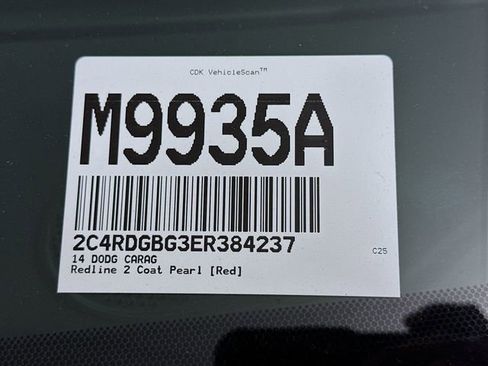 CDK VehicleScan™
M9935A
2C4RDGBG3ER384237
14 DODG CARAG
Redline 2 Coat Pearl [Red]
C25